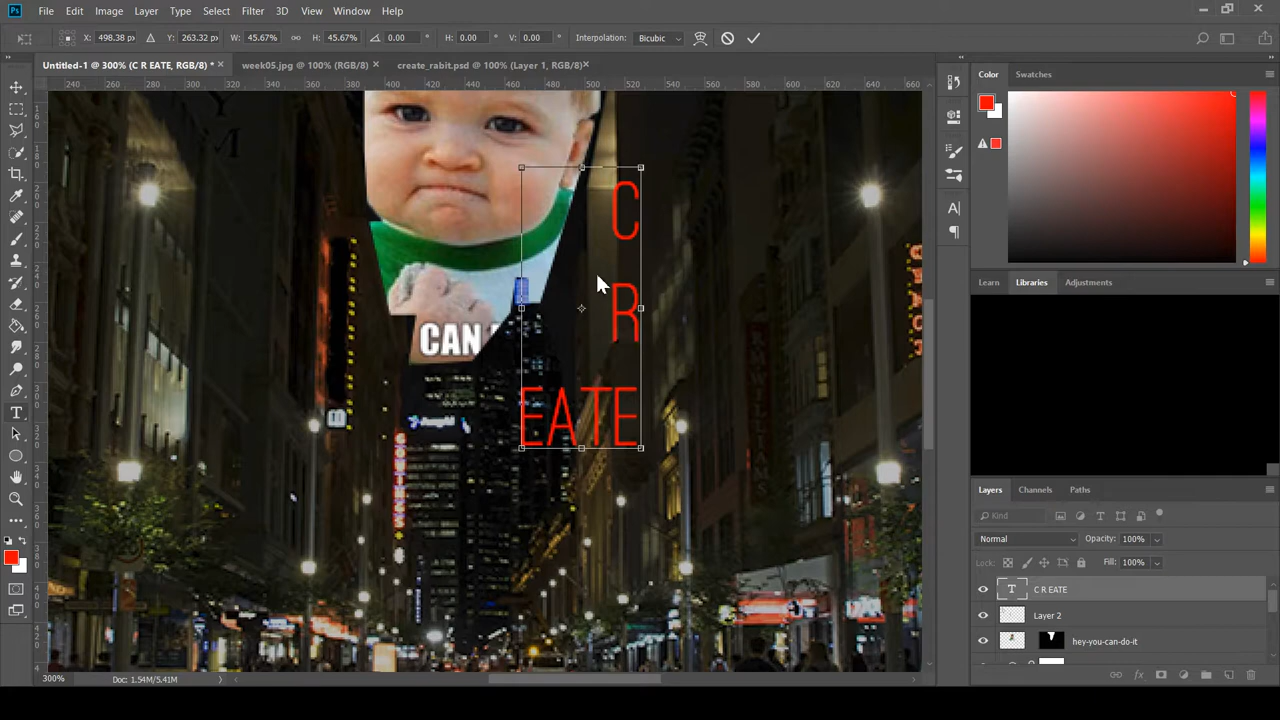 Ps File Edit Image Layer Type Select Filter 3D View Window Help
X: 498.38 px Y: 263.32 px W: 45.67% H: 45.67% 0.00 ° H: 0.00 ° V: 0.00 ° Interpolation: Bicubic
Untitled-1 @ 300% (C R EATE, RGB/8) * × week05.jpg @ 100% (RGB/8) × create_rabit.psd @ 100% (Layer 1, RGB/8) ×
240 260 280 300 320 340 360 380 400 420 440 460 480 500 520 540 560 580 600 620 640 660
Color Swatches
C
R
EATE
CAN
Learn Libraries Adjustments
Layers Channels Paths
Kind
Normal Opacity: 100%
Lock: Fill: 100%
T C R EATE
Layer 2
hey-you-can-do-it
300% Doc: 1.54M/5.41M